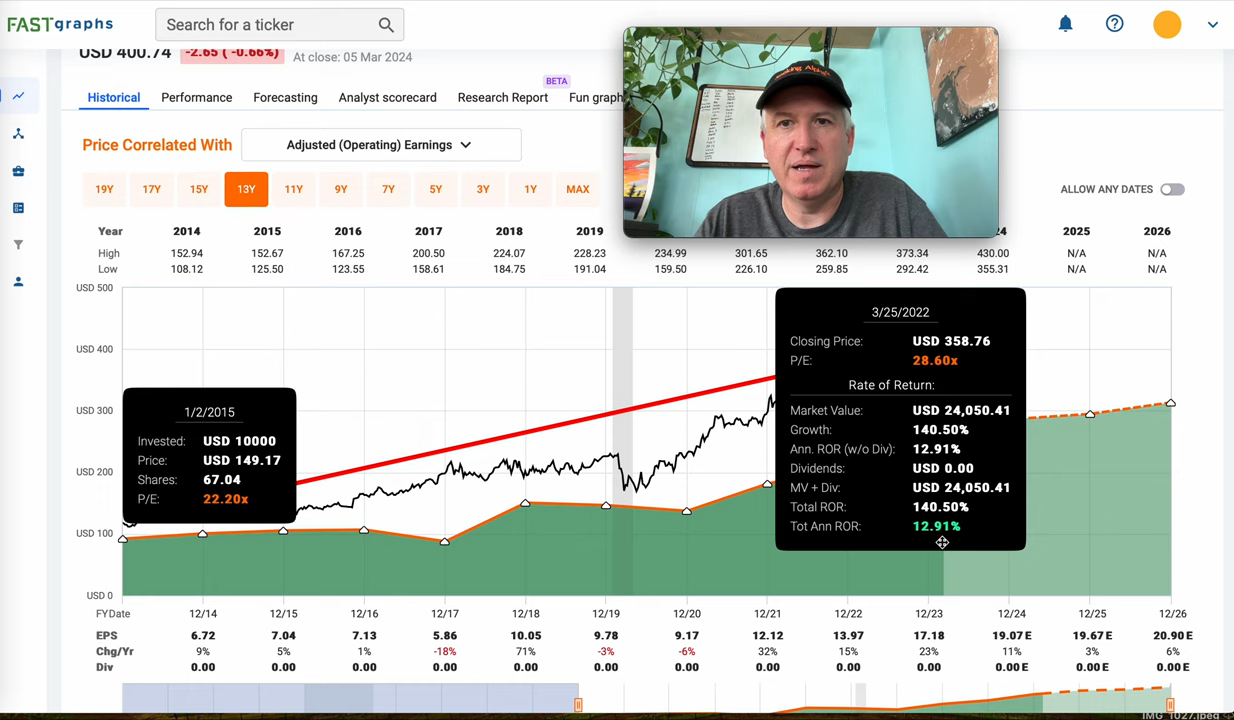 FASTgraphs
Search for a ticker
USD 400.74 -2.65 ( -0.66%) At close: 05 Mar 2024
BETA
Historical Performance Forecasting Analyst scorecard Research Report Fun graph
Price Correlated With Adjusted (Operating) Earnings
19Y 17Y 15Y 13Y 11Y 9Y 7Y 5Y 3Y 1Y MAX ALLOW ANY DATES
Year 2014 2015 2016 2017 2018 2019 2025 2026
High 152.94 152.67 167.25 200.50 224.07 228.23 234.99 301.65 362.10 373.34 430.00 N/A N/A
Low 108.12 125.50 123.55 158.61 184.75 191.04 159.50 226.10 259.85 292.42 355.31 N/A N/A
USD 500
USD 400
USD 300
USD 200
USD 100
USD 0
1/2/2015
Invested: USD 10000
Price: USD 149.17
Shares: 67.04
P/E: 22.20x
3/25/2022
Closing Price: USD 358.76
P/E: 28.60x
Rate of Return:
Market Value: USD 24,050.41
Growth: 140.50%
Ann. ROR (w/o Div): 12.91%
Dividends: USD 0.00
MV + Div: USD 24,050.41
Total ROR: 140.50%
Tot Ann ROR: 12.91%
FYDate 12/14 12/15 12/16 12/17 12/18 12/19 12/20 12/21 12/22 12/23 12/24 12/25 12/26
EPS 6.72 7.04 7.13 5.86 10.05 9.78 9.17 12.12 13.97 17.18 19.07E 19.67E 20.90E
Chg/Yr 9% 5% 1% -18% 71% -3% -6% 32% 15% 23% 11% 3% 6%
Div 0.00 0.00 0.00 0.00 0.00 0.00 0.00 0.00 0.00 0.00 0.00E 0.00E 0.00E
IMG_1027.jpeg